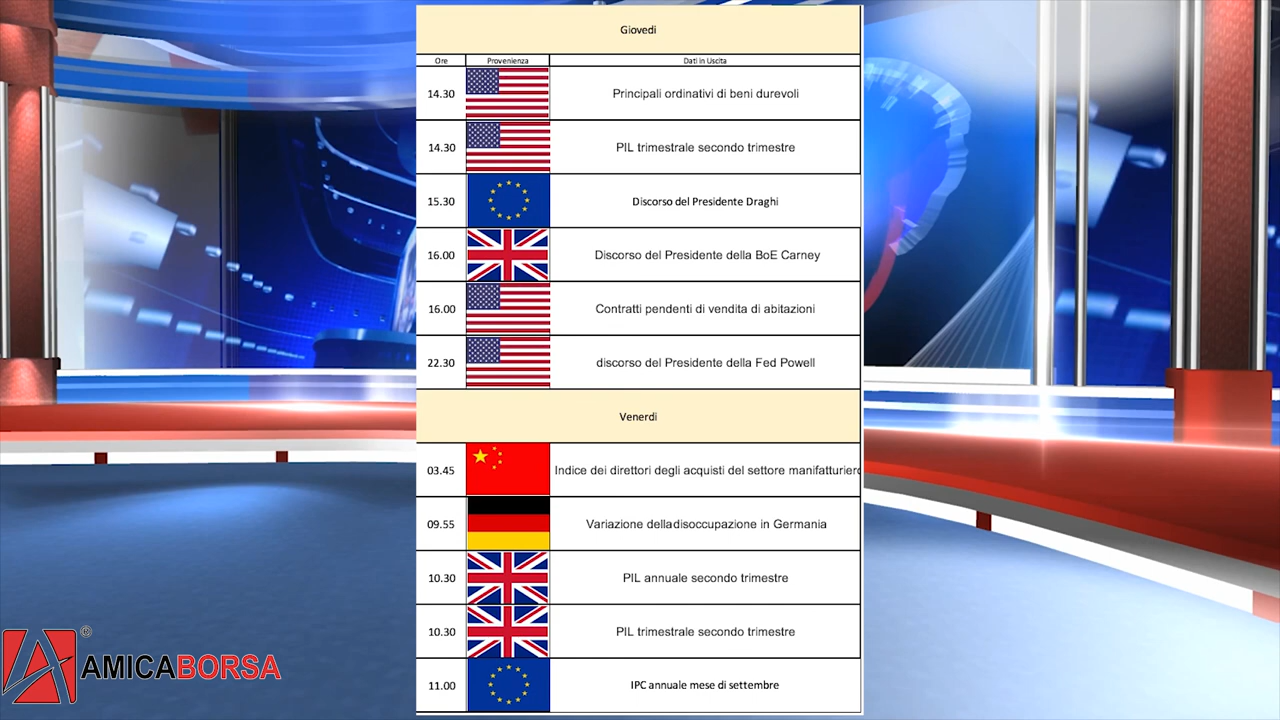 Giovedi
Ore Provenienza Dati in Uscita
14.30 Principali ordinativi di beni durevoli
14.30 PIL trimestrale secondo trimestre
15.30 Discorso del Presidente Draghi
16.00 Discorso del Presidente della BoE Carney
16.00 Contratti pendenti di vendita di abitazioni
22.30 discorso del Presidente della Fed Powell
Venerdi
03.45 Indice dei direttori degli acquisti del settore manifatturiero
09.55 Variazione delladisoccupazione in Germania
10.30 PIL annuale secondo trimestre
10.30 PIL trimestrale secondo trimestre
11.00 IPC annuale mese di settembre
AMICABORSA ®